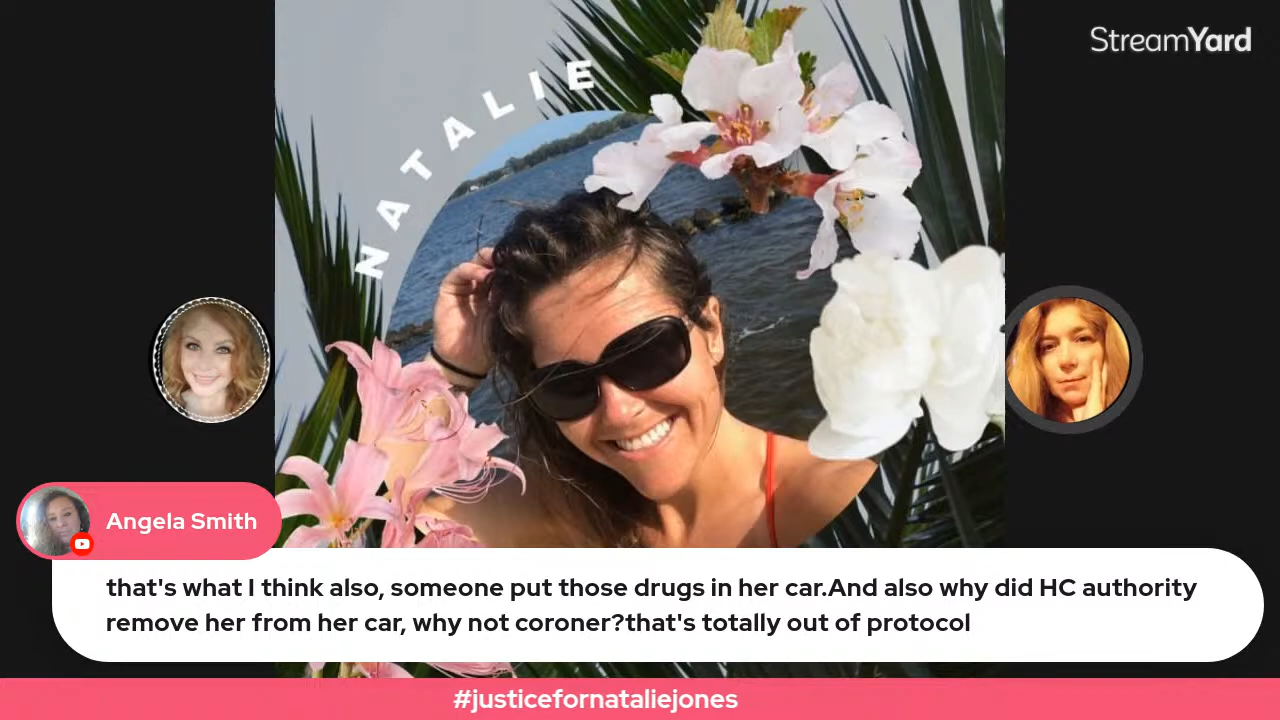 StreamYard
NATALIE
Angela Smith
that's what I think also, someone put those drugs in her car.And also why did HC authority
remove her from her car, why not coroner?that's totally out of protocol
#justicefornataliejones